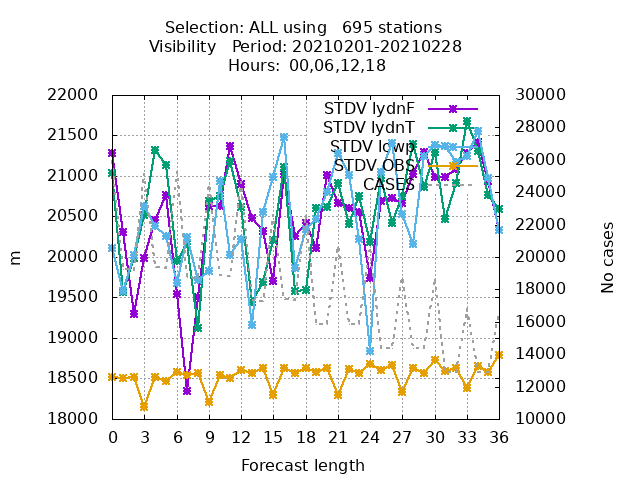 Selection: ALL using 695 stations
Visibility Period: 20210201-20210228
Hours: 00,06,12,18
22000
21500
21000
20500
20000
19500
19000
18500
18000
30000
28000
26000
24000
22000
20000
18000
16000
14000
12000
10000
STDV lydnF
STDV lydnT
STDV lcwp
STDV OBS
CASES
m
No cases
0 3 6 9 12 15 18 21 24 27 30 33 36
Forecast length